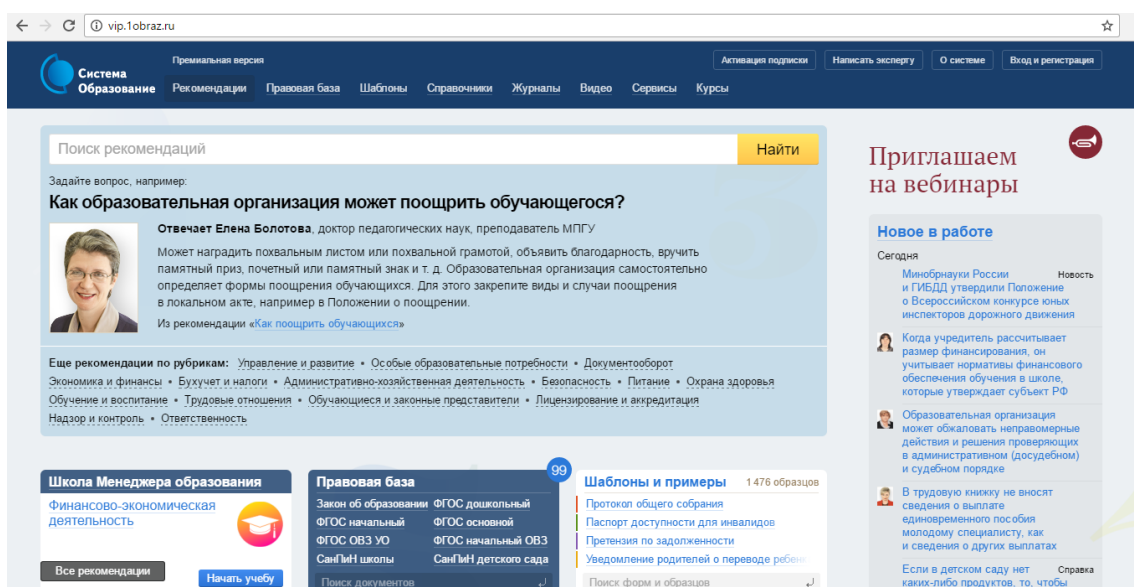 vip.1obraz.ru
Система
Образование
Премиальная версия
Активация подписки
Написать эксперту
О системе
Вход и регистрация
Рекомендации
Правовая база
Шаблоны
Справочники
Журналы
Видео
Сервисы
Курсы
Поиск рекомендаций
Найти
Задайте вопрос, например:
Как образовательная организация может поощрить обучающегося?
Отвечает Елена Болотова, доктор педагогических наук, преподаватель МПГУ
Может наградить похвальным листом или похвальной грамотой, объявить благодарность, вручить
памятный приз, почетный или памятный знак и т. д. Образовательная организация самостоятельно
определяет формы поощрения обучающихся. Для этого закрепите виды и случаи поощрения
в локальном акте, например в Положении о поощрении.
Из рекомендации «Как поощрить обучающихся»
Еще рекомендации по рубрикам: Управление и развитие • Особые образовательные потребности • Документооборот
Экономика и финансы • Бухучет и налоги • Административно-хозяйственная деятельность • Безопасность • Питание • Охрана здоровья
Обучение и воспитание • Трудовые отношения • Обучающиеся и законные представители • Лицензирование и аккредитация
Надзор и контроль • Ответственность
Приглашаем
на вебинары
Новое в работе
Сегодня
Минобрнауки России Новость
и ГИБДД утвердили Положение
о Всероссийском конкурсе юных
инспекторов дорожного движения
Когда учредитель рассчитывает
размер финансирования, он
учитывает нормативы финансового
обеспечения обучения в школе,
которые утверждает субъект РФ
Образовательная организация
может обжаловать неправомерные
действия и решения проверяющих
в административном (досудебном)
и судебном порядке
В трудовую книжку не вносят
сведения о выплате
единовременного пособия
молодому специалисту, как
и сведения о других выплатах
Если в детском саду нет Справка
каких-либо продуктов, то, чтобы
Школа Менеджера образования
Финансово-экономическая
деятельность
Все рекомендации
Начать учебу
99
Правовая база
Закон об образовании ФГОС дошкольный
ФГОС начальный ФГОС основной
ФГОС ОВЗ УО ФГОС начальный ОВЗ
СанПиН школы СанПиН детского сада
Поиск документов
Шаблоны и примеры 1 476 образцов
Протокол общего собрания
Паспорт доступности для инвалидов
Претензия по задолженности
Уведомление родителей о переводе ребен
Поиск форм и образцов